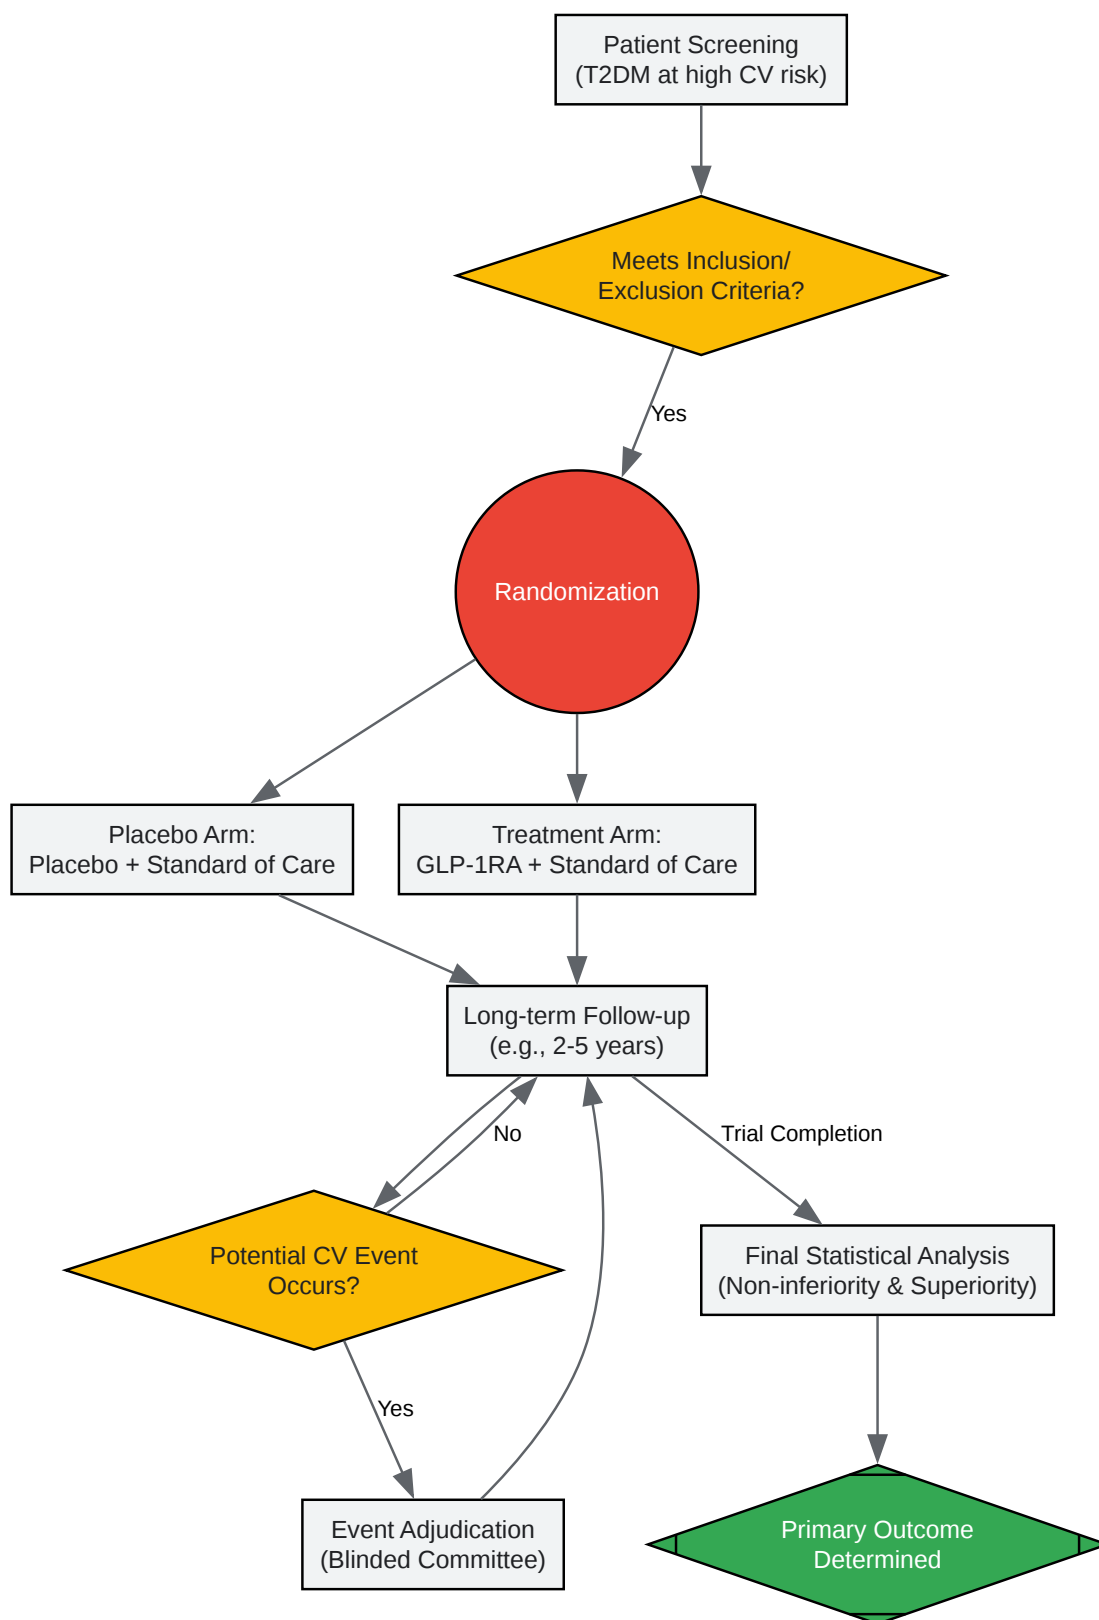 Patient Screening
(T2DM at high CV risk)
Meets Inclusion/
Exclusion Criteria?
Yes
Randomization
Placebo Arm:
Placebo + Standard of Care
Treatment Arm:
GLP-1RA + Standard of Care
Long-term Follow-up
(e.g., 2-5 years)
No
Trial Completion
Potential CV Event
Occurs?
Final Statistical Analysis
(Non-inferiority & Superiority)
Yes
Event Adjudication
(Blinded Committee)
Primary Outcome
Determined